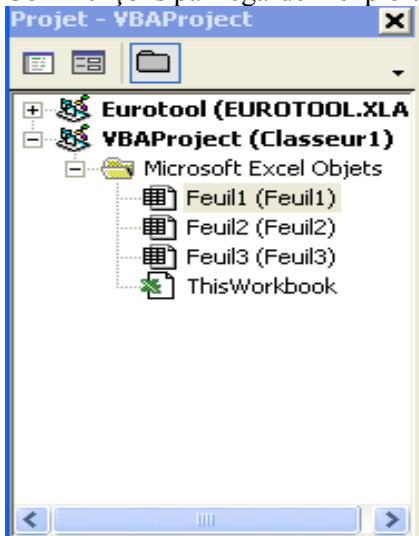 Projet - VBAProject
Eurotool (EUROTOOL.XLA
VBAProject (Classeur1)
Microsoft Excel Objets
Feuil1 (Feuil1)
Feuil2 (Feuil2)
Feuil3 (Feuil3)
ThisWorkbook